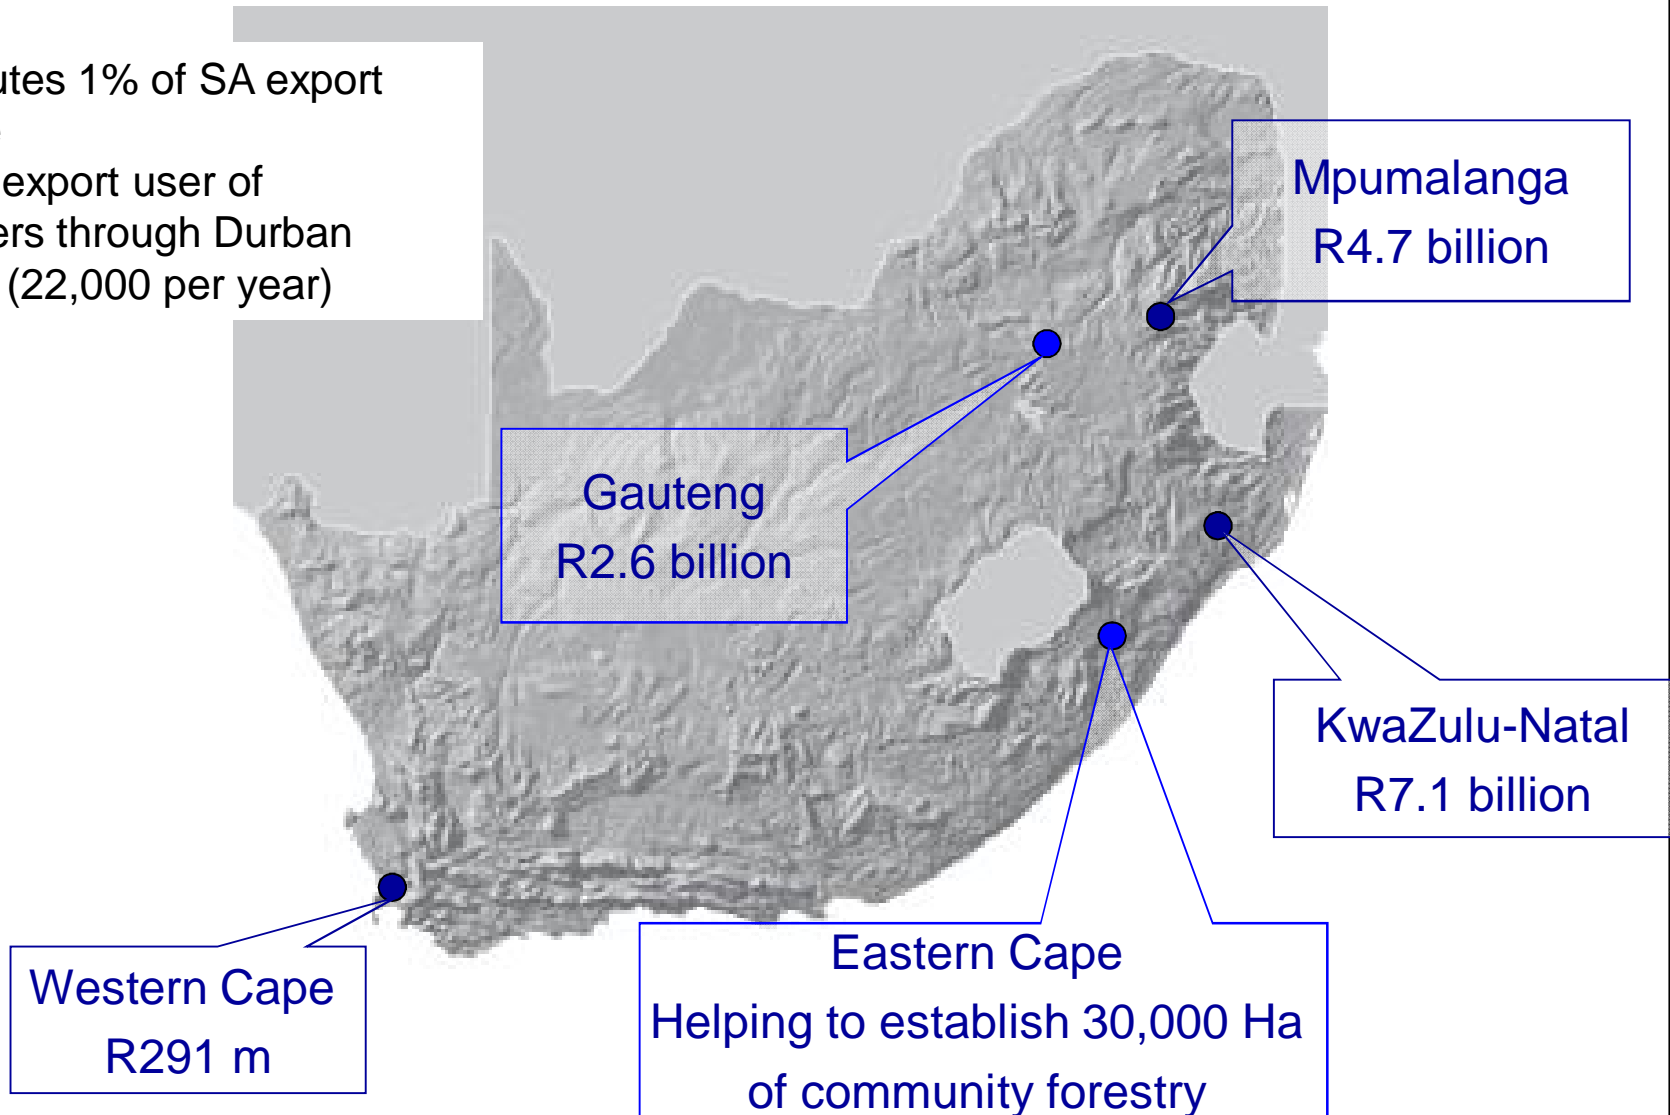 utes 1% of SA export
export user of
ers through Durban
(22,000 per year)
Mpumalanga
R4.7 billion
Gauteng
R2.6 billion
KwaZulu-Natal
R7.1 billion
Western Cape
R291 m
Eastern Cape
Helping to establish 30,000 Ha
of community forestry